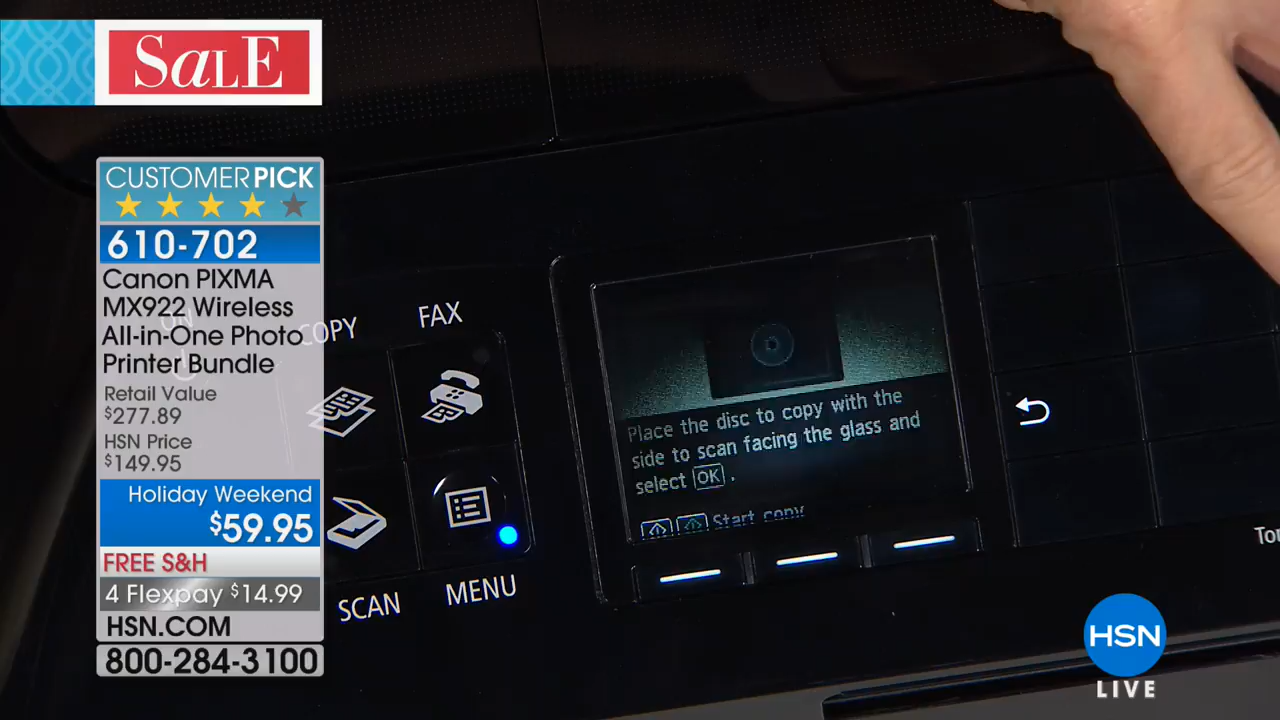 SALE
CUSTOMERPICK
610-702
Canon PIXMA
MX922 Wireless
All-in-One Photo
Printer Bundle
Retail Value
$277.89
HSN Price
$149.95
Holiday Weekend
$59.95
FREE S&H
4 Flexpay $14.99
HSN.COM
800-284-3100
ON
COPY
FAX
SCAN
MENU
Place the disc to copy with the
side to scan facing the glass and
select OK .
Start copy
Tou
HSN
LIVE